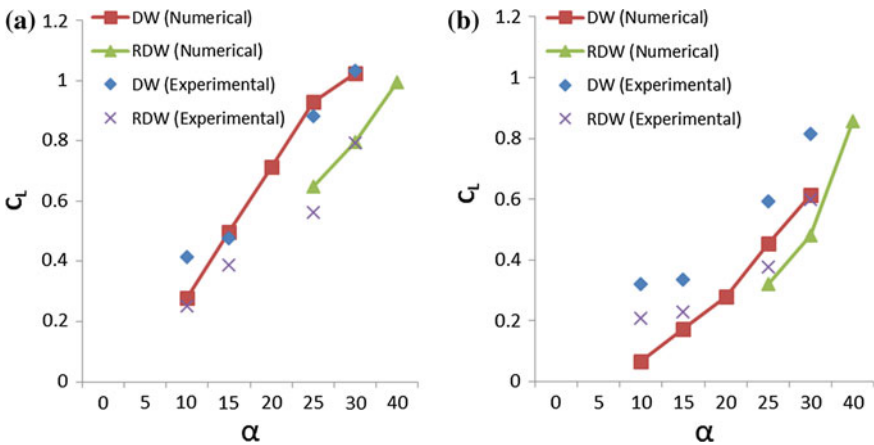 (a)
DW (Numerical)
RDW (Numerical)
DW (Experimental)
RDW (Experimental)
1.2
1
0.8
0.6
0.4
0.2
0
C_L
0 5 10 15 20 25 30 40
α
(b)
DW (Numerical)
RDW (Numerical)
DW (Experimental)
RDW (Experimental)
1.2
1
0.8
0.6
0.4
0.2
0
C_L
0 5 10 15 20 25 30 40
α